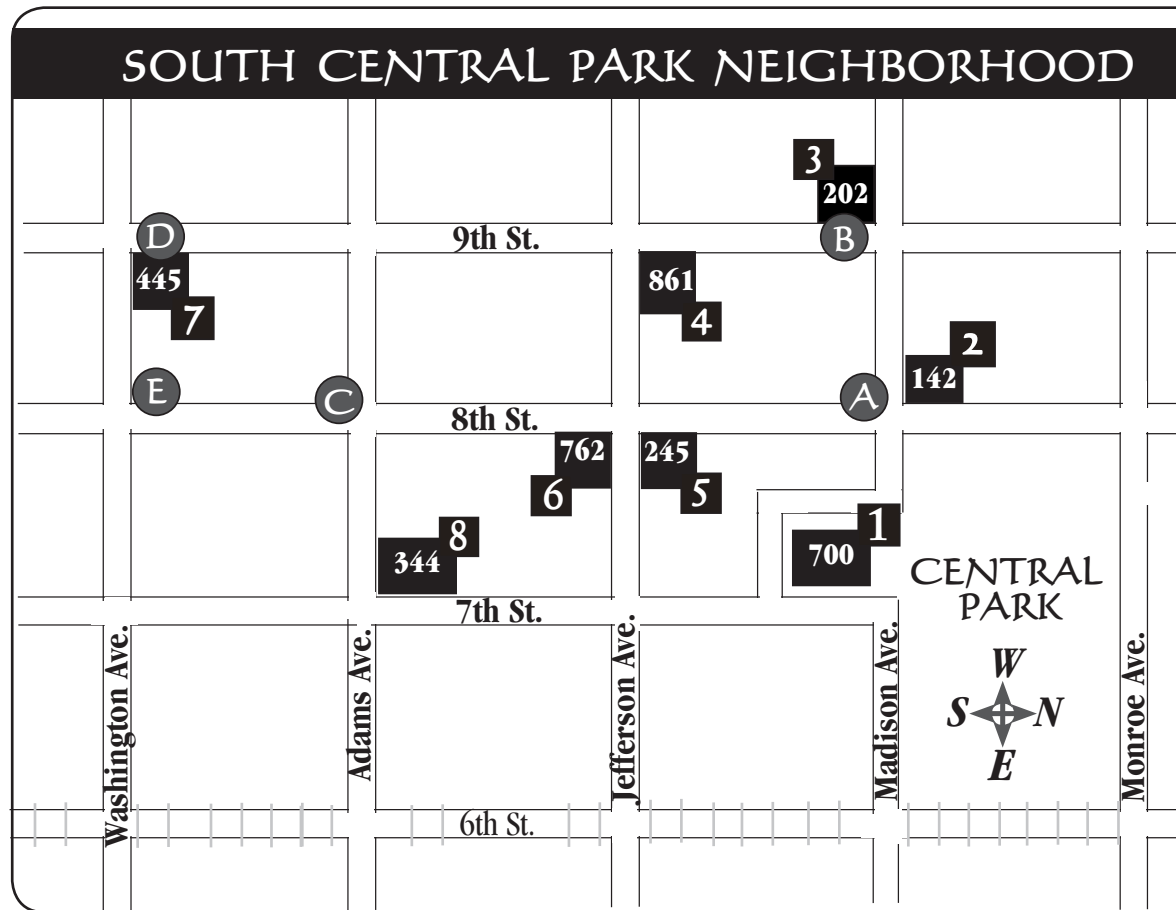 SOUTH CENTRAL PARK NEIGHBORHOOD
3
202
D
9th St.
B
445
7
861
4
2
142
E
C
A
8th St.
762
6
245
5
8
344
1
700
CENTRAL
PARK
7th St.
Washington Ave.
Adams Ave.
Jefferson Ave.
Madison Ave.
Monroe Ave.
W
S
N
E
6th St.